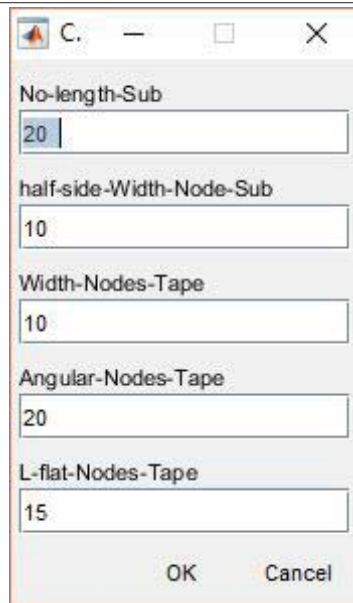 C.
No-length-Sub
20
half-side-Width-Node-Sub
10
Width-Nodes-Tape
10
Angular-Nodes-Tape
20
L-flat-Nodes-Tape
15
OK Cancel